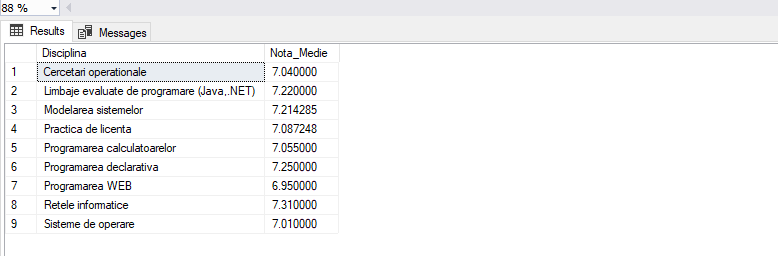 88 %
Results Messages
Disciplina Nota_Medie
1 Cercetari operationale 7.040000
2 Limbaje evaluate de programare (Java,.NET) 7.220000
3 Modelarea sistemelor 7.214285
4 Practica de licenta 7.087248
5 Programarea calculatoarelor 7.055000
6 Programarea declarativa 7.250000
7 Programarea WEB 6.950000
8 Retele informatice 7.310000
9 Sisteme de operare 7.010000